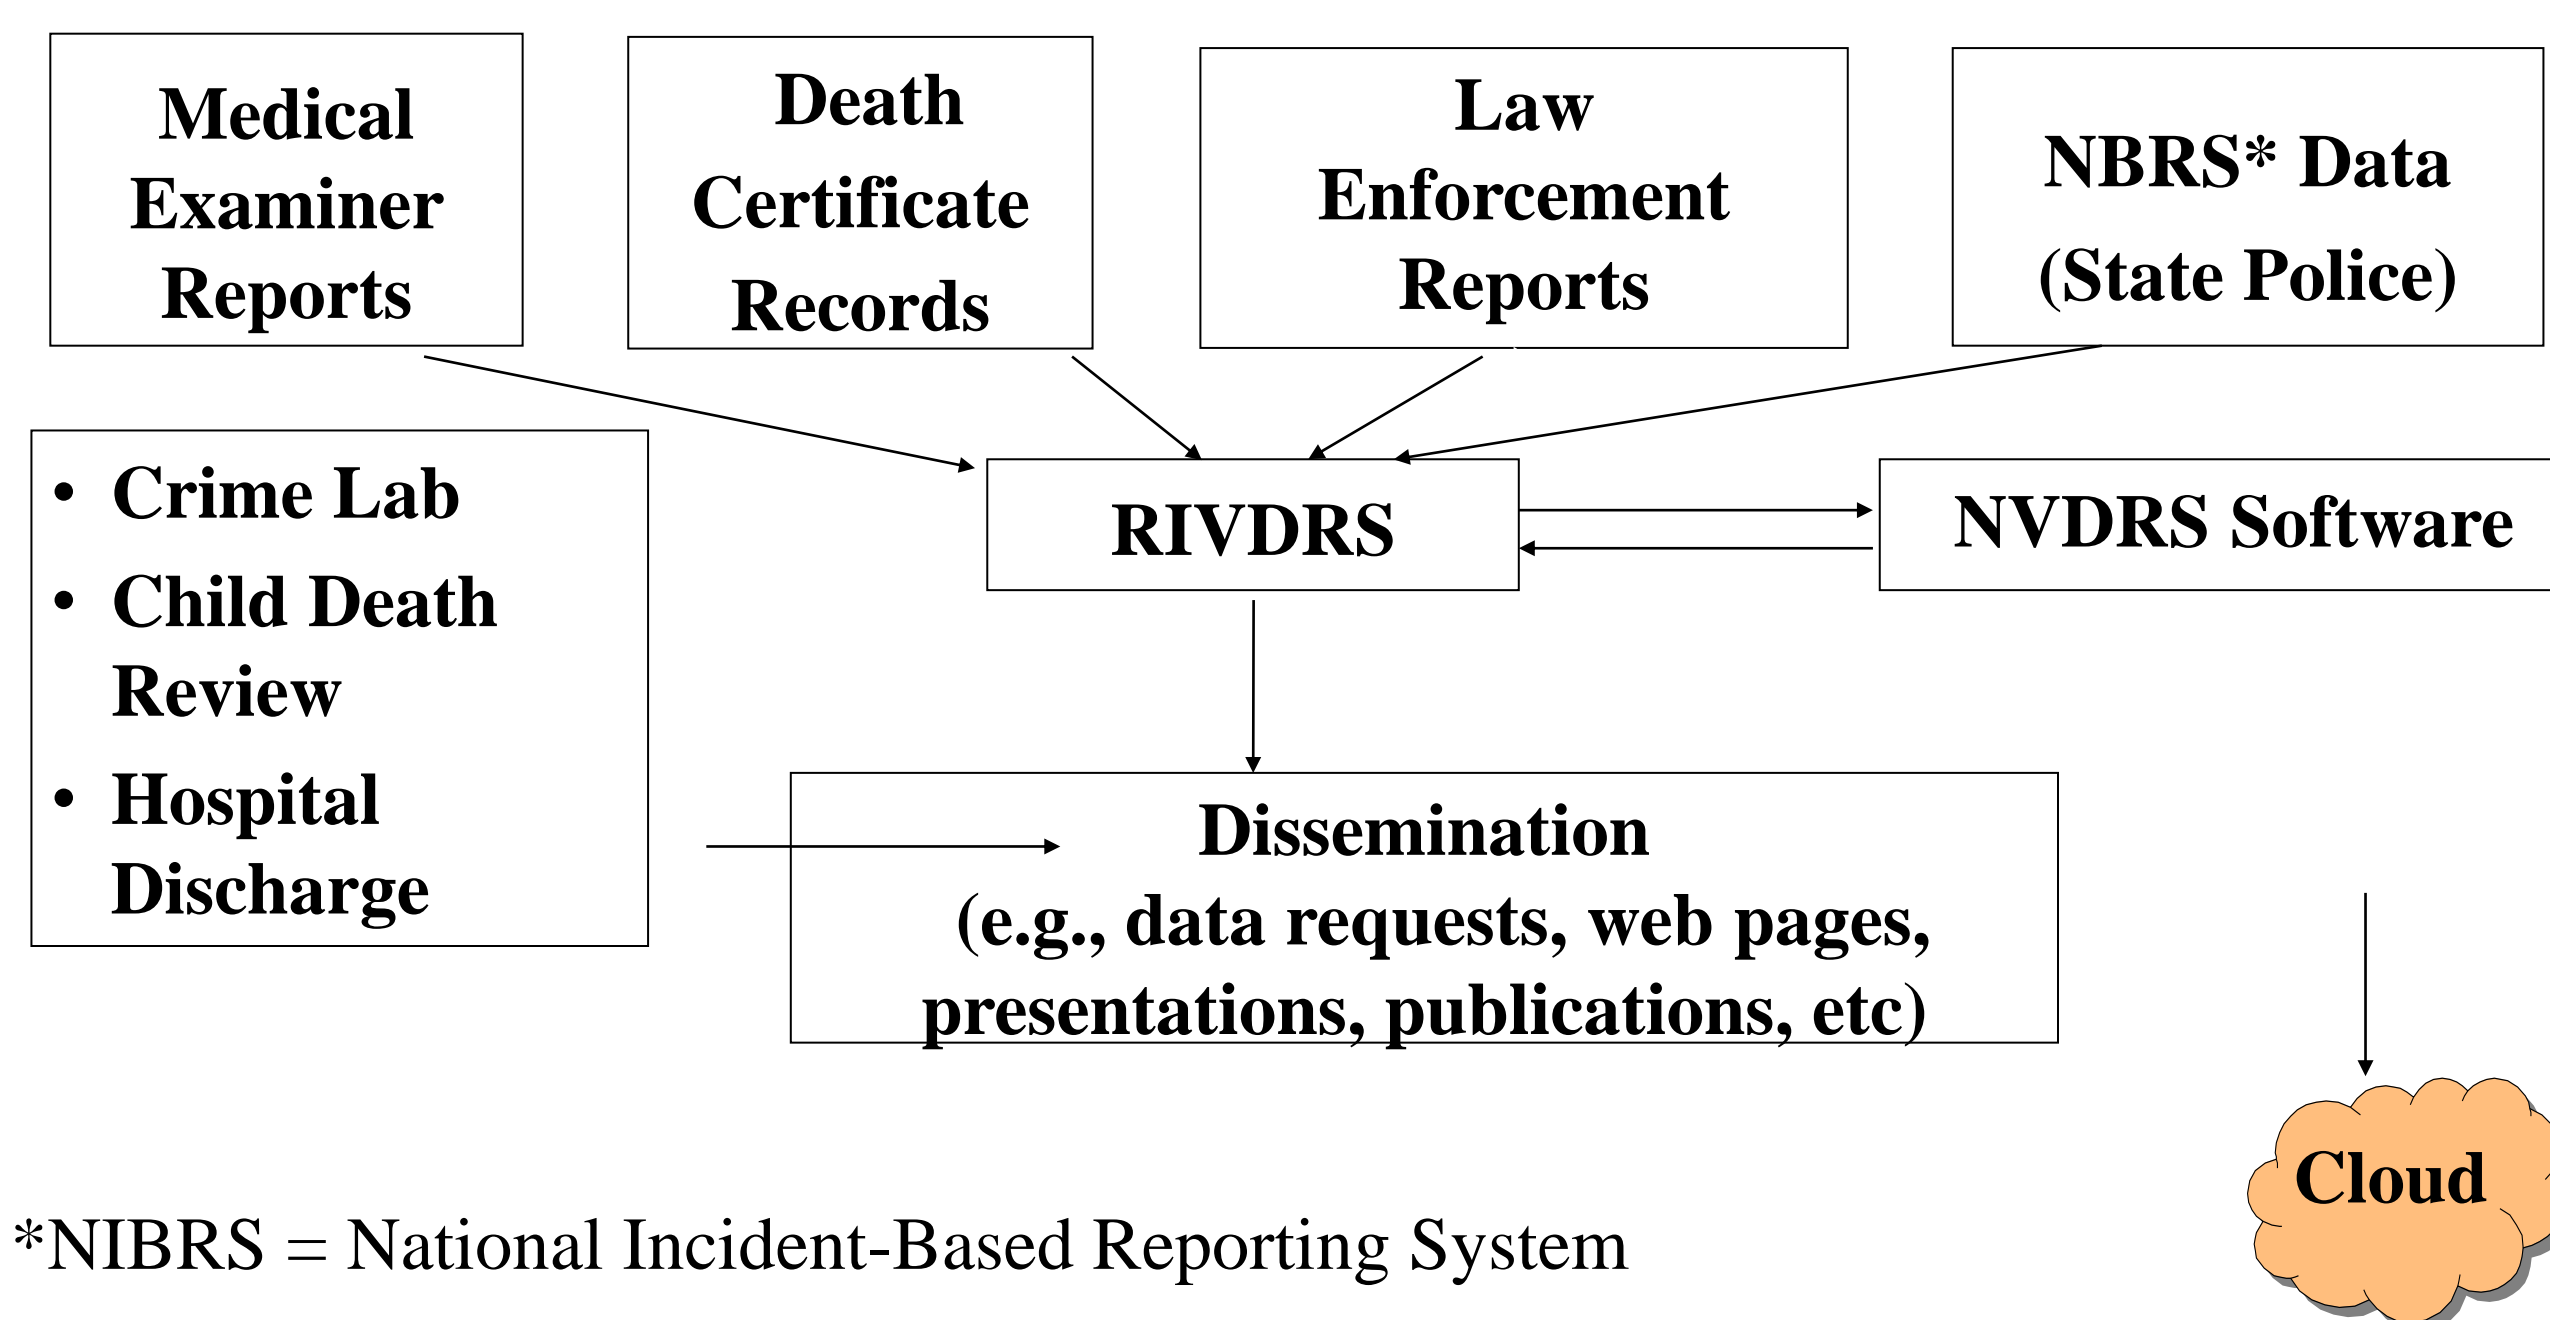 Medical
Examiner
Reports
Death
Certificate
Records
Law
Enforcement
Reports
NBRS* Data
(State Police)
• Crime Lab
• Child Death
Review
• Hospital
Discharge
RIVDRS
NVDRS Software
Dissemination
(e.g., data requests, web pages,
presentations, publications, etc)
Cloud
*NIBRS = National Incident-Based Reporting System